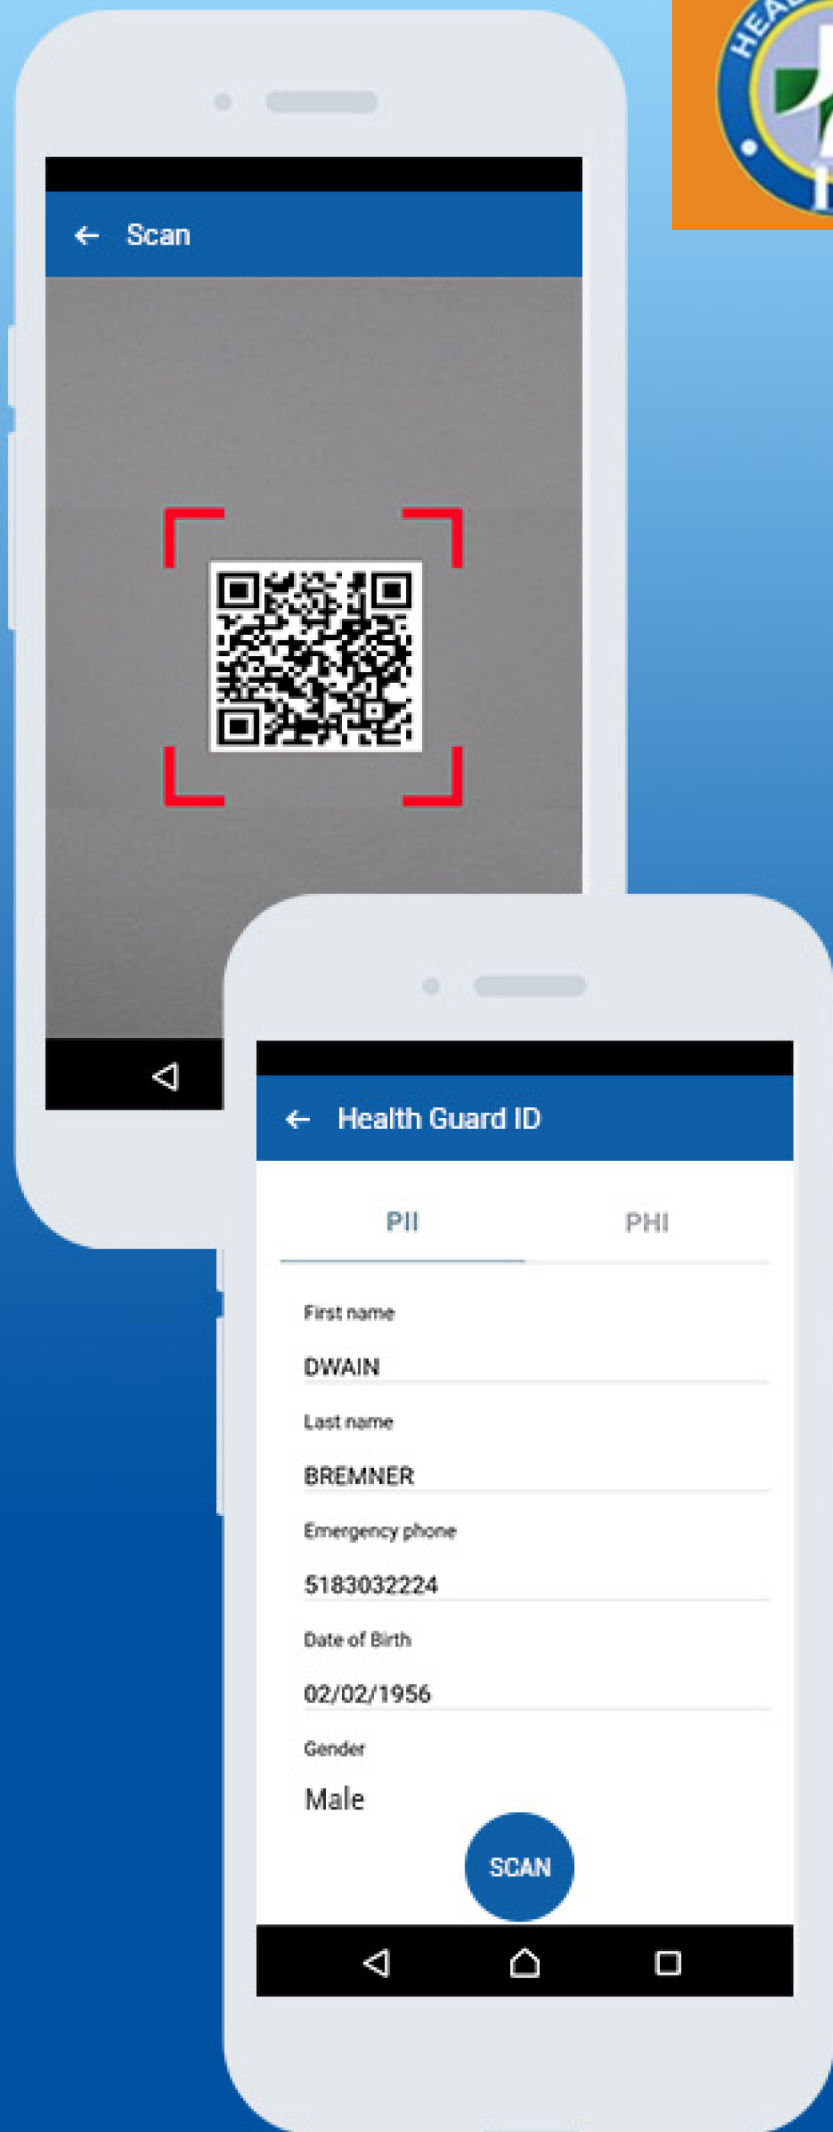 Scan
Health Guard ID
PII PHI
First name
DWAIN
Last name
BREMNER
Emergency phone
5183032224
Date of Birth
02/02/1956
Gender
Male
SCAN